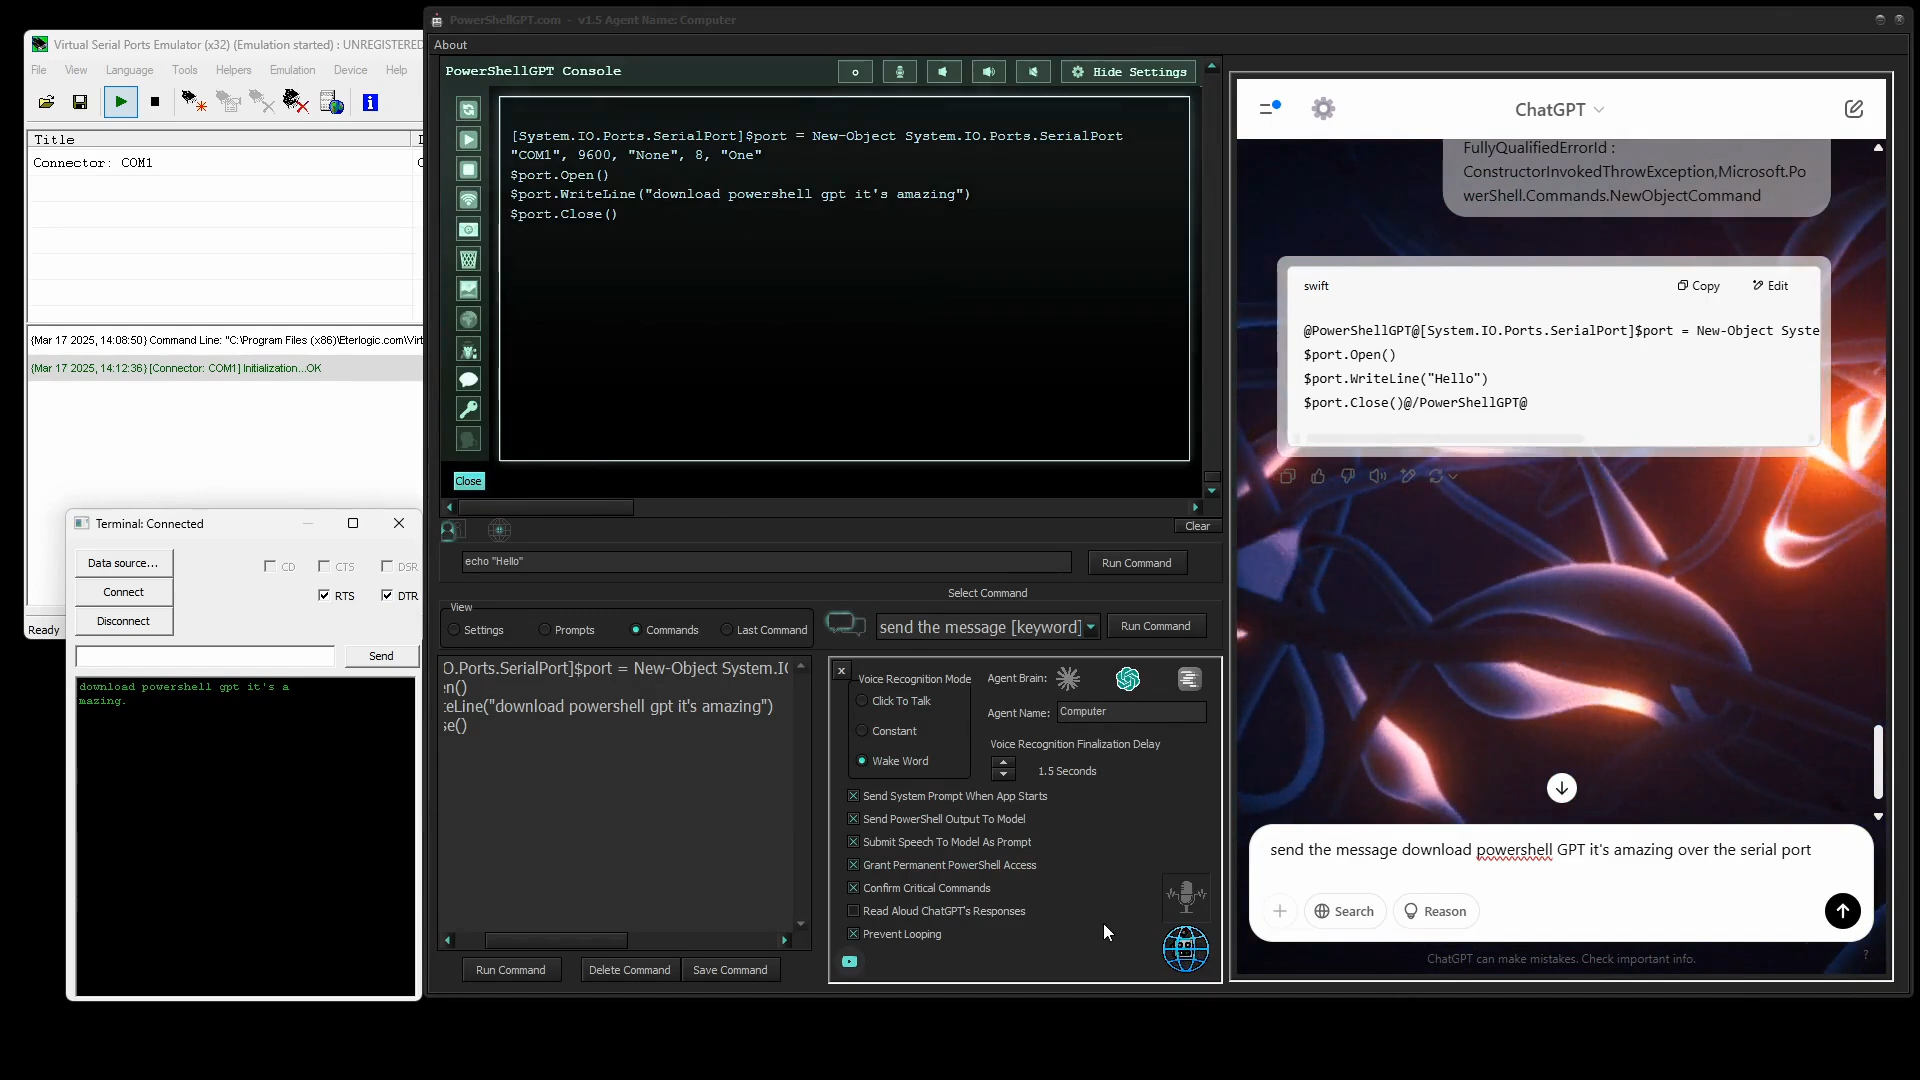 Virtual Serial Ports Emulator (x32) (Emulation started) : UNREGISTERED
File View Language Tools Helpers Emulation Device Help
Title
Connector: COM1
{Mar 17 2025, 14:08:50} Command Line: "C:\Program Files (x86)\Eterlogic.com\Virt
{Mar 17 2025, 14:12:36} [Connector: COM1] Initialization...OK
Ready
Terminal: Connected
Data source...
Connect
Disconnect
CD CTS DSR
RTS DTR
Send
download powershell gpt it's a
mazing.
PowerShellGPT.com - v1.5 Agent Name: Computer
About
PowerShellGPT Console
Hide Settings
[System.IO.Ports.SerialPort]$port = New-Object System.IO.Ports.SerialPort
"COM1", 9600, "None", 8, "One"
$port.Open()
$port.WriteLine("download powershell gpt it's amazing")
$port.Close()
Close
Clear
echo "Hello"
Run Command
Select Command
View
Settings Prompts Commands Last Command
send the message [keyword]
Run Command
O.Ports.SerialPort]$port = New-Object System.IO
en()
teLine("download powershell gpt it's amazing")
se()
Run Command
Delete Command
Save Command
x
Voice Recognition Mode
Click To Talk
Constant
Wake Word
Agent Brain:
Agent Name: Computer
Voice Recognition Finalization Delay
1.5 Seconds
Send System Prompt When App Starts
Send PowerShell Output To Model
Submit Speech To Model As Prompt
Grant Permanent PowerShell Access
Confirm Critical Commands
Read Aloud ChatGPT's Responses
Prevent Looping
ChatGPT
FullyQualifiedErrorId :
ConstructorInvokedThrowException,Microsoft.Po
werShell.Commands.NewObjectCommand
swift
Copy
Edit
@PowerShellGPT@[System.IO.Ports.SerialPort]$port = New-Object Syste
$port.Open()
$port.WriteLine("Hello")
$port.Close()@/PowerShellGPT@
send the message download powershell GPT it's amazing over the serial port
Search
Reason
ChatGPT can make mistakes. Check important info.
?